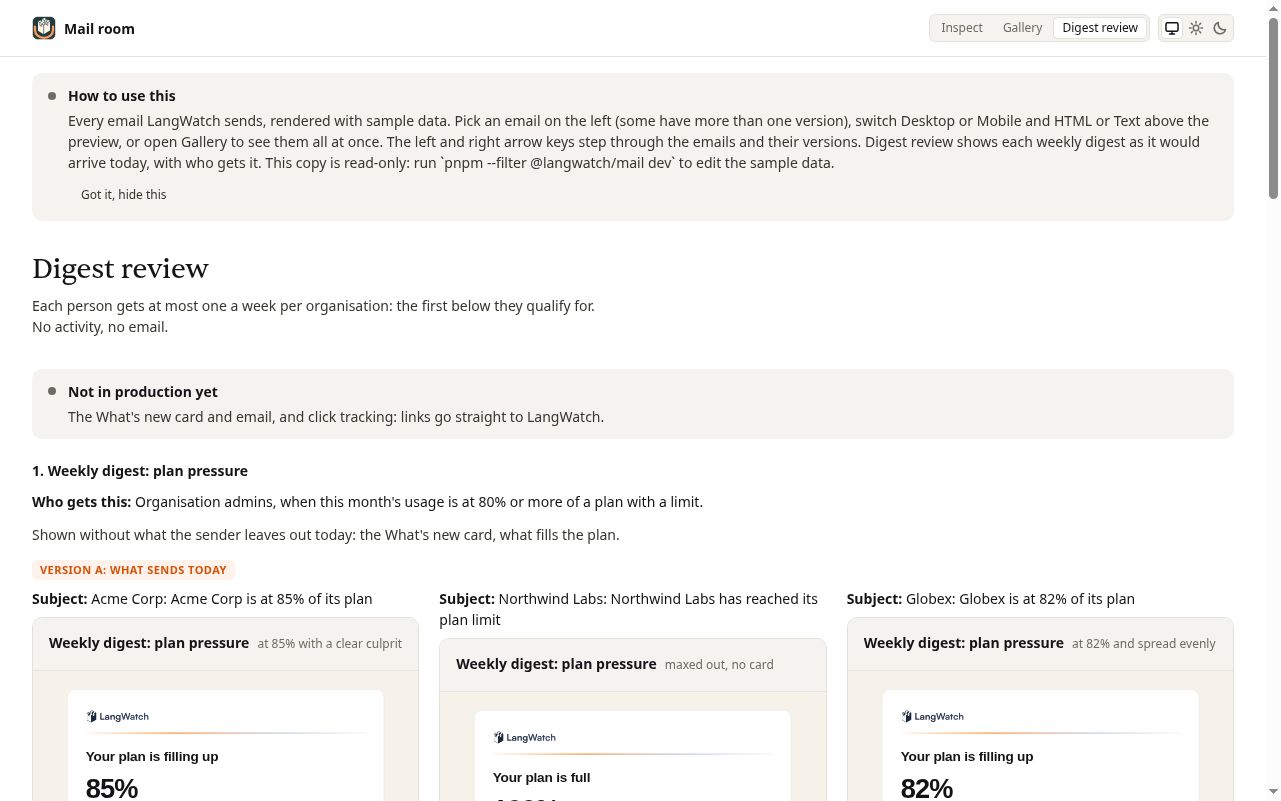 Mail room
Inspect
Gallery
Digest review
How to use this
Every email LangWatch sends, rendered with sample data. Pick an email on the left (some have more than one version), switch Desktop or Mobile and HTML or Text above the
preview, or open Gallery to see them all at once. The left and right arrow keys step through the emails and their versions. Digest review shows each weekly digest as it would
arrive today, with who gets it. This copy is read-only: run `pnpm --filter @langwatch/mail dev` to edit the sample data.
Got it, hide this
Digest review
Each person gets at most one a week per organisation: the first below they qualify for.
No activity, no email.
Not in production yet
The What's new card and email, and click tracking: links go straight to LangWatch.
1. Weekly digest: plan pressure
Who gets this: Organisation admins, when this month's usage is at 80% or more of a plan with a limit.
Shown without what the sender leaves out today: the What's new card, what fills the plan.
VERSION A: WHAT SENDS TODAY
Subject: Acme Corp: Acme Corp is at 85% of its plan
Weekly digest: plan pressure at 85% with a clear culprit
LangWatch
Your plan is filling up
85%
Subject: Northwind Labs: Northwind Labs has reached its
plan limit
Weekly digest: plan pressure maxed out, no card
LangWatch
Your plan is full
Subject: Globex: Globex is at 82% of its plan
Weekly digest: plan pressure at 82% and spread evenly
LangWatch
Your plan is filling up
82%